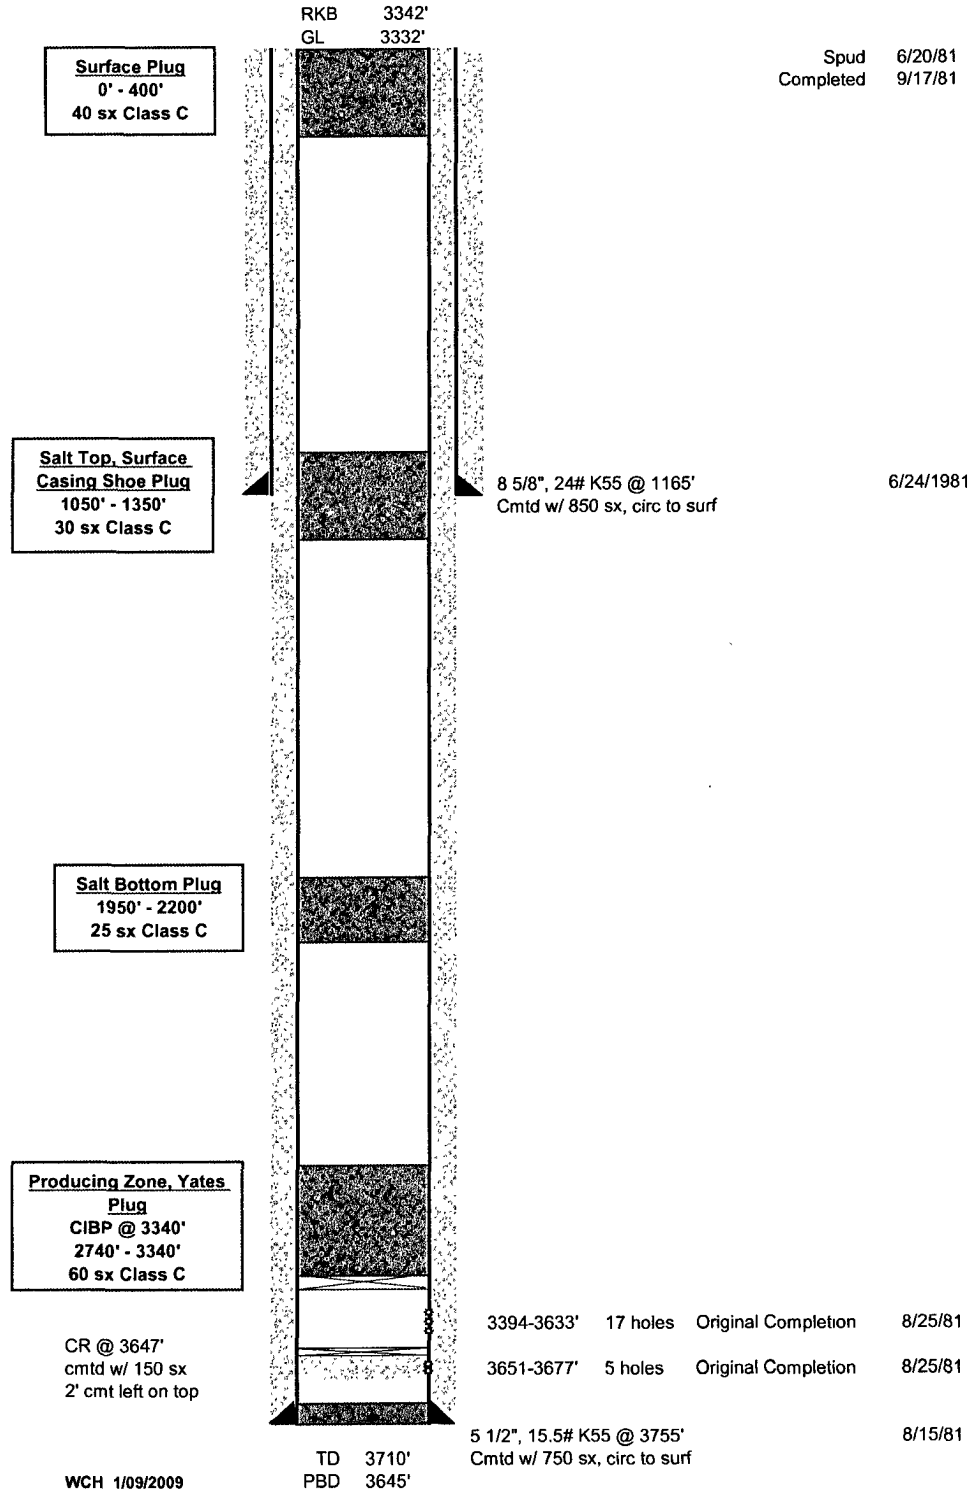 RKB 3342'
GL 3332'
Spud 6/20/81
Completed 9/17/81
Surface Plug
0' - 400'
40 sx Class C
Salt Top, Surface
Casing Shoe Plug
1050' - 1350'
30 sx Class C
8 5/8", 24# K55 @ 1165' 6/24/1981
Cmtd w/ 850 sx, circ to surf
Salt Bottom Plug
1950' - 2200'
25 sx Class C
Producing Zone, Yates
Plug
CIBP @ 3340'
2740' - 3340'
60 sx Class C
3394-3633' 17 holes Original Completion 8/25/81
CR @ 3647'
cmtd w/ 150 sx
2' cmt left on top
3651-3677' 5 holes Original Completion 8/25/81
5 1/2", 15.5# K55 @ 3755' 8/15/81
Cmtd w/ 750 sx, circ to surf
TD 3710'
PBD 3645'
WCH 1/09/2009